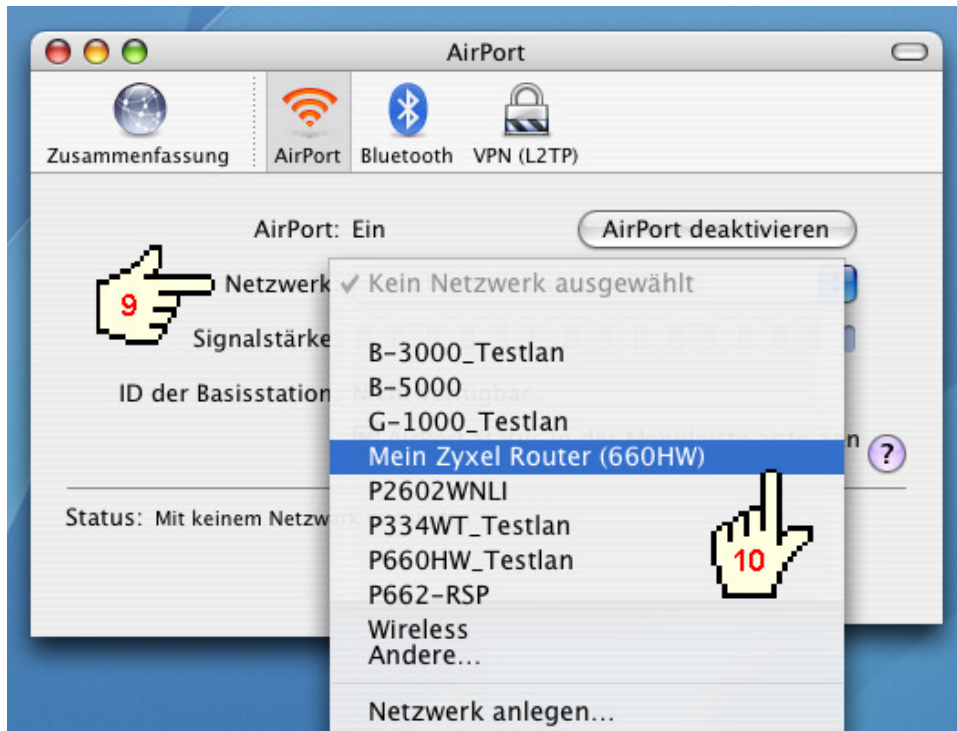 AirPort
Zusammenfassung
AirPort
Bluetooth
VPN (L2TP)
AirPort: Ein
AirPort deaktivieren
9
Netzwerk
✓ Kein Netzwerk ausgewählt
Signalstärke:
B-3000_Testlan
ID der Basisstation:
B-5000
G-1000_Testlan
Mein Zyxel Router (660HW)
?
P2602WNLI
Status: Mit keinem Netzw
P334WT_Testlan
10
P660HW_Testlan
P662-RSP
Wireless
Andere...
Netzwerk anlegen...